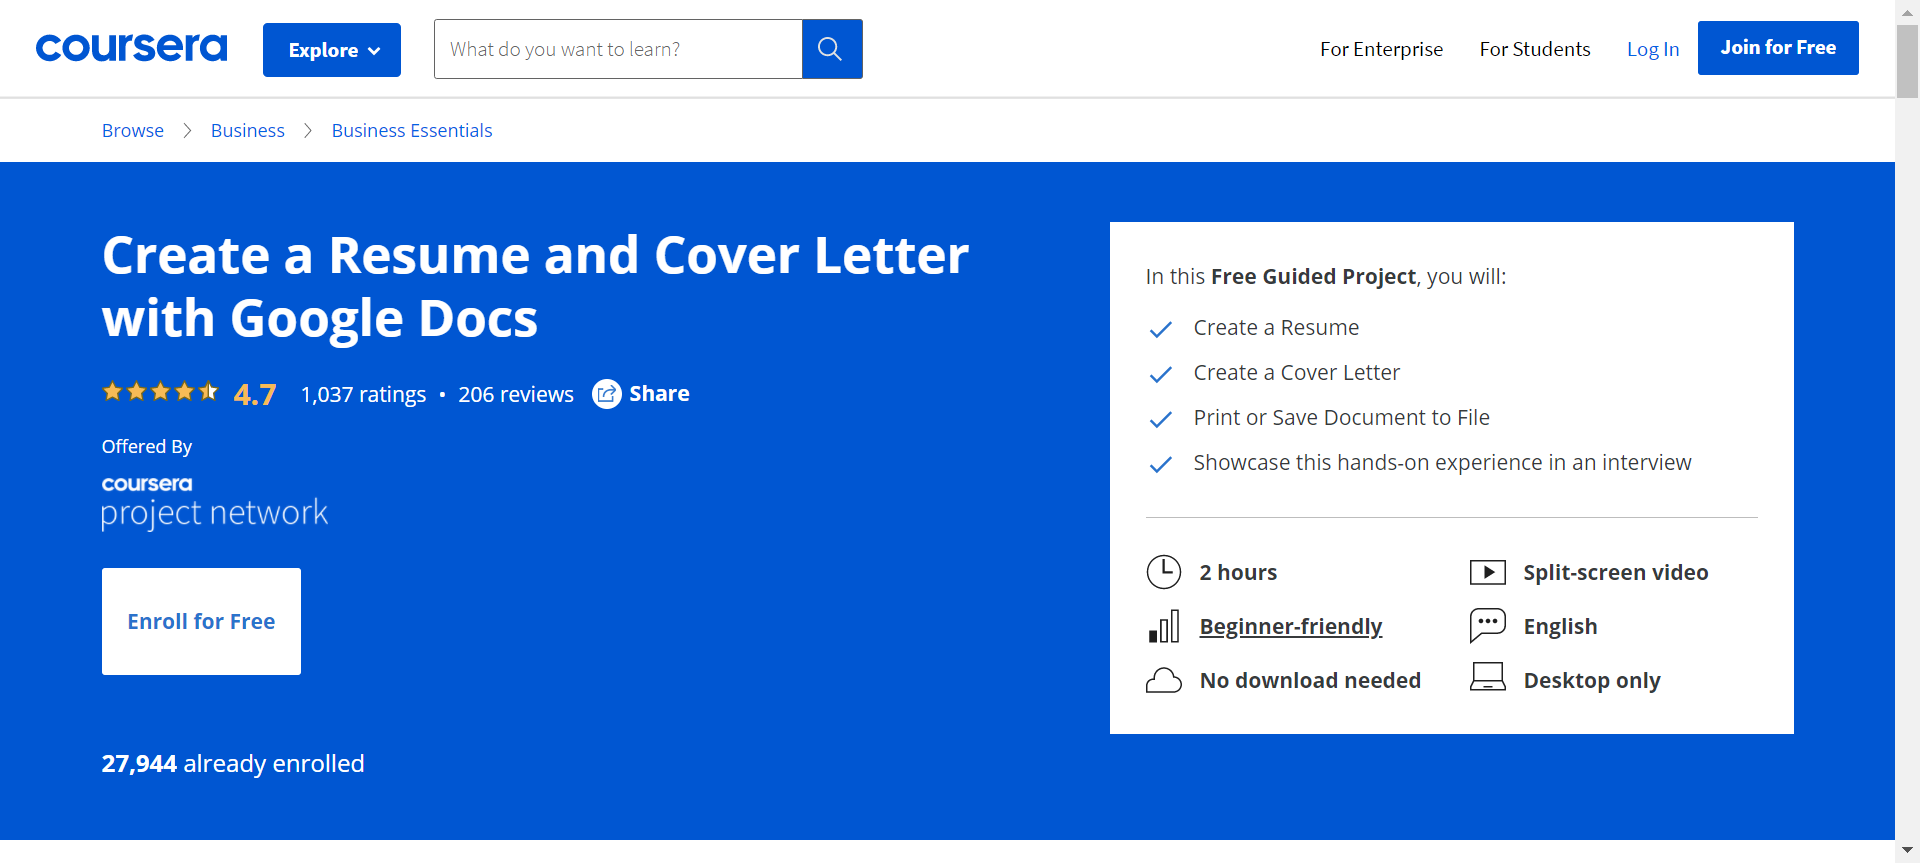 coursera
Explore
What do you want to learn?
For Enterprise
For Students
Log In
Join for Free
Browse
Business
Business Essentials
Create a Resume and Cover Letter
with Google Docs
4.7
1,037 ratings • 206 reviews
Share
Offered By
coursera
project network
Enroll for Free
27,944 already enrolled
In this Free Guided Project, you will:
Create a Resume
Create a Cover Letter
Print or Save Document to File
Showcase this hands-on experience in an interview
2 hours
Split-screen video
Beginner-friendly
English
No download needed
Desktop only